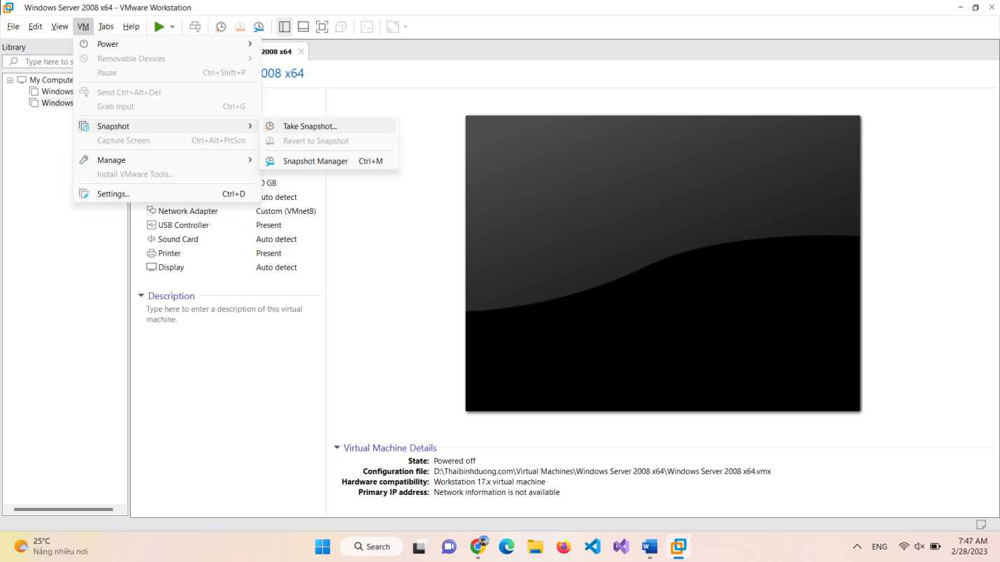 Windows Server 2008 x64 - VMware Workstation
File Edit View VM Tabs Help
Library
Type here to s
My Compute
Windows
Windows
Power
Removable Devices
Pause Ctrl+Shift+P
Send Ctrl+Alt+Del
Grab Input Ctrl+G
Snapshot
Capture Screen Ctrl+Alt+PrtScn
Manage
Install VMware Tools...
Settings... Ctrl+D
Take Snapshot...
Revert to Snapshot
Snapshot Manager Ctrl+M
2008 x64
008 x64
0 GB
uto detect
Network Adapter Custom (VMnet8)
USB Controller Present
Sound Card Auto detect
Printer Present
Display Auto detect
Description
Type here to enter a description of this virtual
machine.
Virtual Machine Details
State: Powered off
Configuration file: D:\Thaibinhduong.com\Virtual Machines\Windows Server 2008 x64\Windows Server 2008 x64.vmx
Hardware compatibility: Workstation 17.x virtual machine
Primary IP address: Network information is not available
25°C
Nắng nhiều nơi
Search
ENG
7:47 AM
2/28/2023